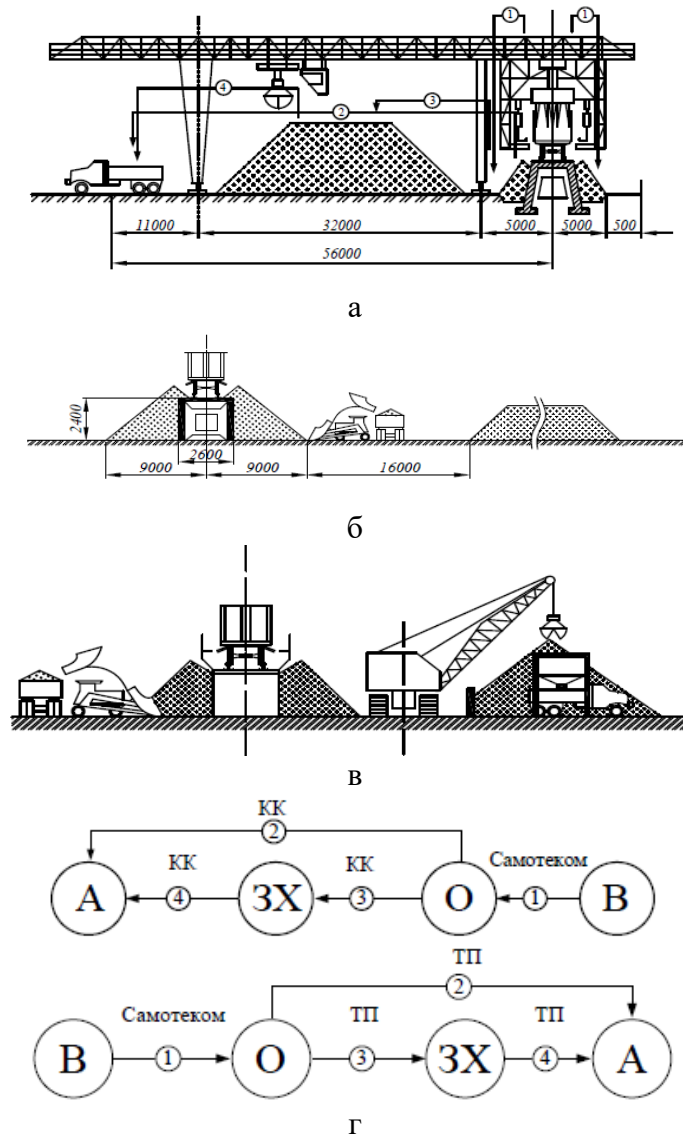 1 1
4
3
2
11000 32000 5000 5000 500
56000
а
2400
2600
9000 9000 16000
б
в
КК
2
КК КК Самотеком
А 4 ЗХ 3 О 1 В
ТП
2
Самотеком ТП ТП
В 1 О 3 ЗХ 4 А
г